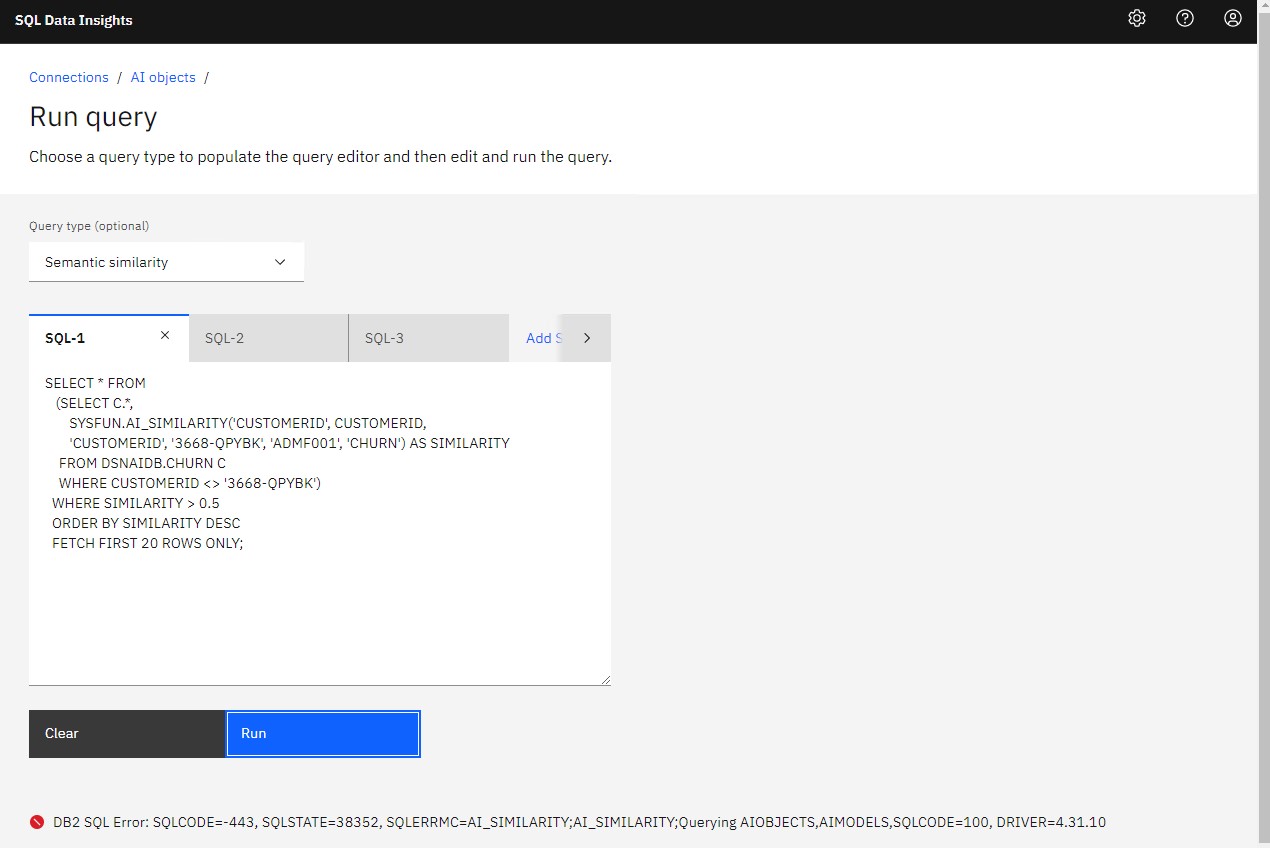 SQL Data Insights
Connections / AI objects /
Run query
Choose a query type to populate the query editor and then edit and run the query.
Query type (optional)
Semantic similarity
SQL-1 SQL-2 SQL-3 Add
SELECT * FROM
(SELECT C.*,
SYSFUN.AI_SIMILARITY('CUSTOMERID', CUSTOMERID,
'CUSTOMERID', '3668-QPYBK', 'ADMF001', 'CHURN') AS SIMILARITY
FROM DSNAIDB.CHURN C
WHERE CUSTOMERID <> '3668-QPYBK')
WHERE SIMILARITY > 0.5
ORDER BY SIMILARITY DESC
FETCH FIRST 20 ROWS ONLY;
Clear Run
DB2 SQL Error: SQLCODE=-443, SQLSTATE=38352, SQLERRMC=AI_SIMILARITY;AI_SIMILARITY;Querying AIOBJECTS,AIMODELS,SQLCODE=100, DRIVER=4.31.10